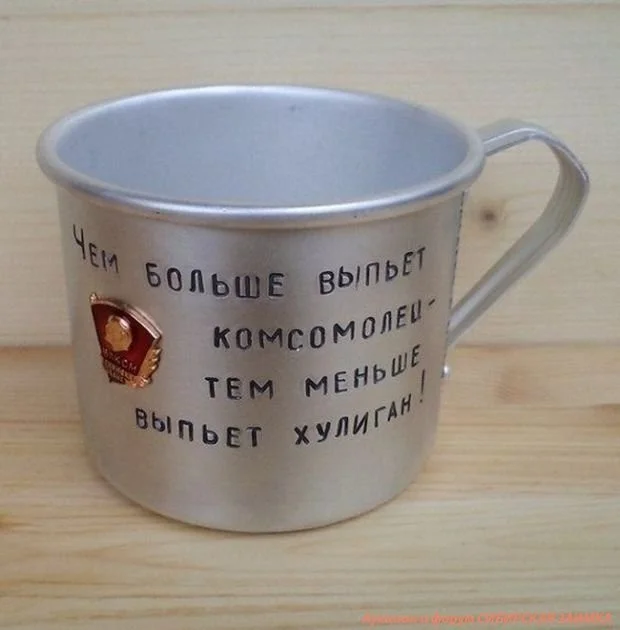 Чем больше выпьет
комсомолец-
тем меньше
выпьет хулиган!